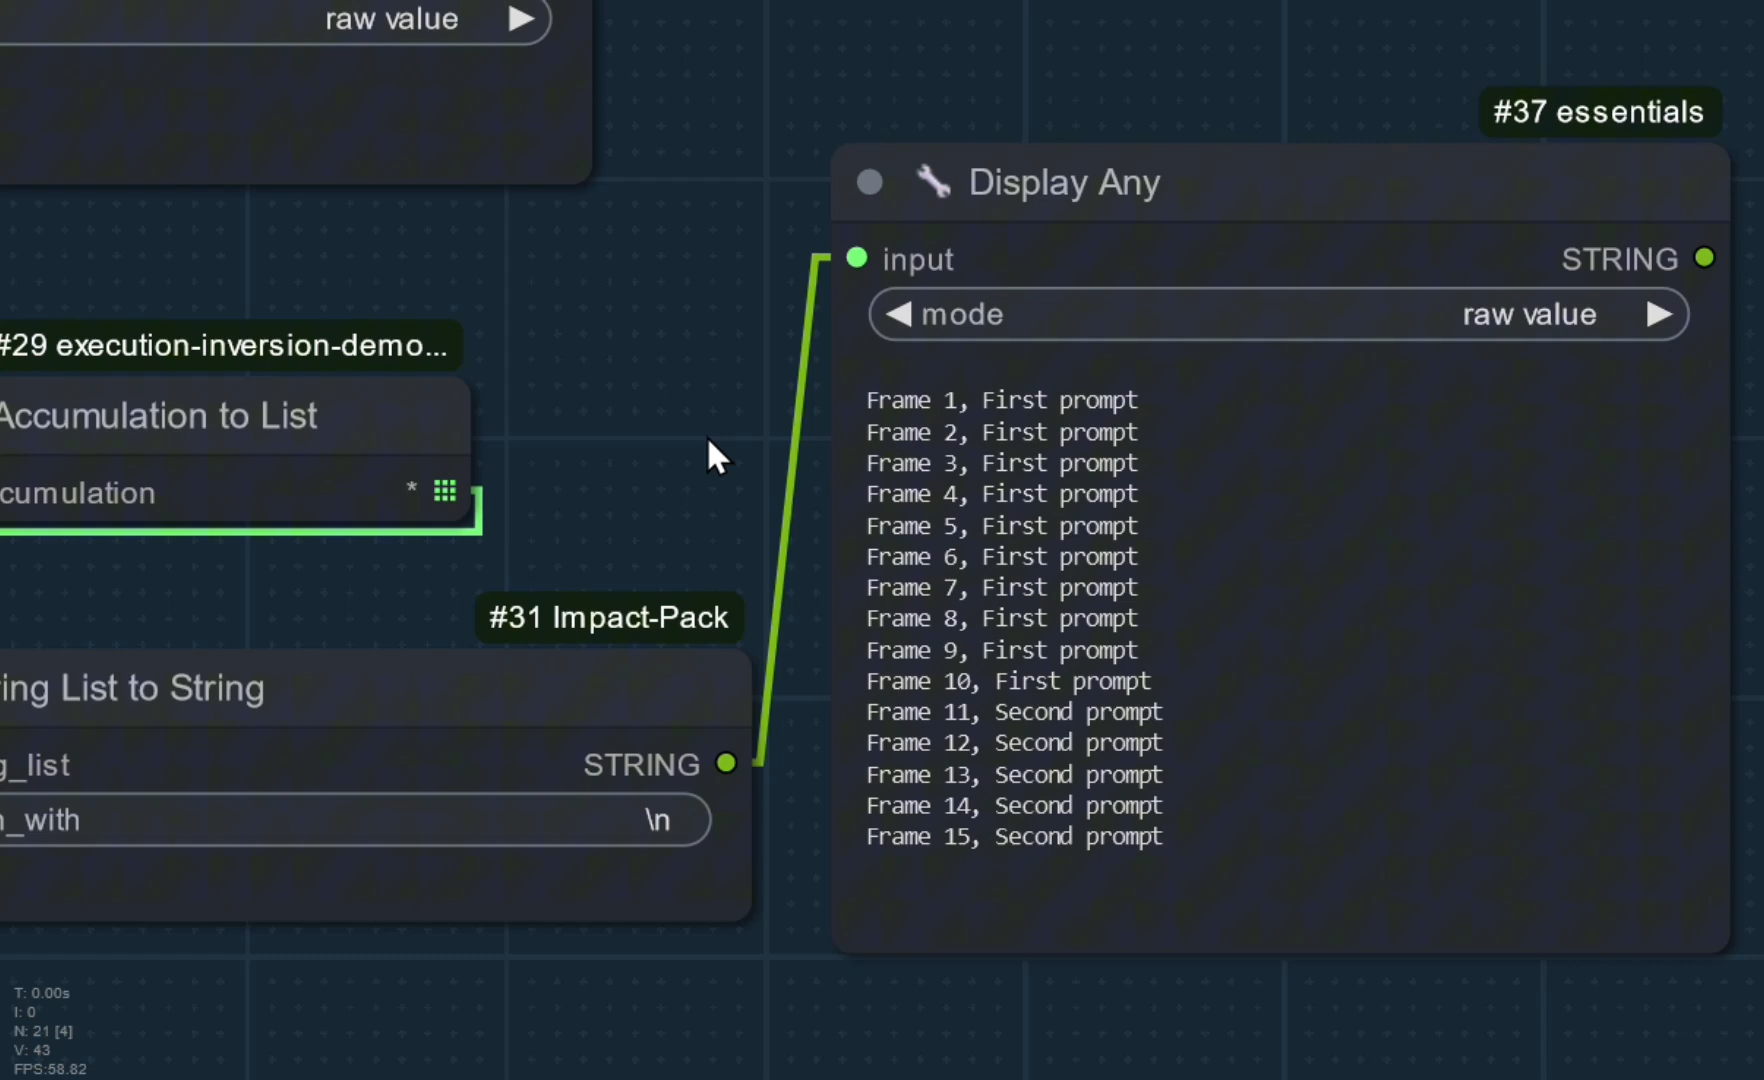 raw value
#37 essentials
Display Any
input
STRING
mode
raw value
#29 execution-inversion-demo...
Accumulation to List
cumulation
*
#31 Impact-Pack
ring List to String
g_list
STRING
n_with
\n
Frame 1, First prompt
Frame 2, First prompt
Frame 3, First prompt
Frame 4, First prompt
Frame 5, First prompt
Frame 6, First prompt
Frame 7, First prompt
Frame 8, First prompt
Frame 9, First prompt
Frame 10, First prompt
Frame 11, Second prompt
Frame 12, Second prompt
Frame 13, Second prompt
Frame 14, Second prompt
Frame 15, Second prompt
T: 0.00s
I: 0
N: 21 [4]
V: 43
FPS:58.82